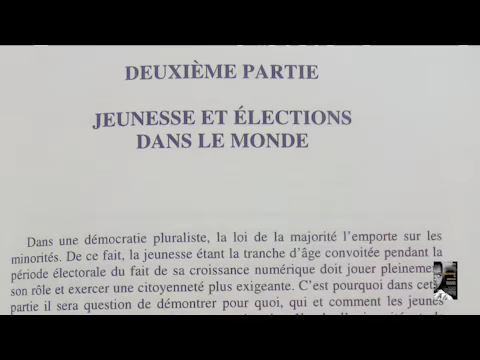 DEUXIÈME PARTIE
JEUNESSE ET ÉLECTIONS
DANS LE MONDE
Dans une démocratie pluraliste, la loi de la majorité l'emporte sur les
minorités. De ce fait, la jeunesse étant la tranche d'âge convoitée pendant la
période électorale du fait de sa croissance numérique doit jouer pleinement
son rôle et exercer une citoyenneté plus exigeante. C'est pourquoi dans cette
partie il sera question de démontrer pour quoi, qui et comment les jeunes